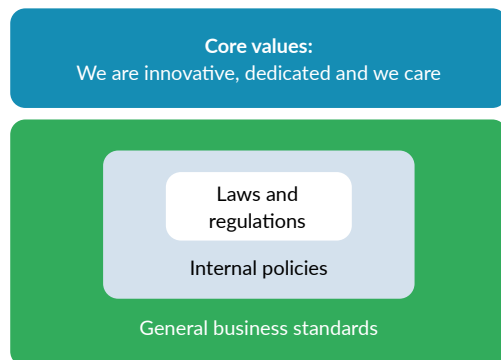 Core values:
We are innovative, dedicated and we care
Laws and
regulations
Internal policies
General business standards